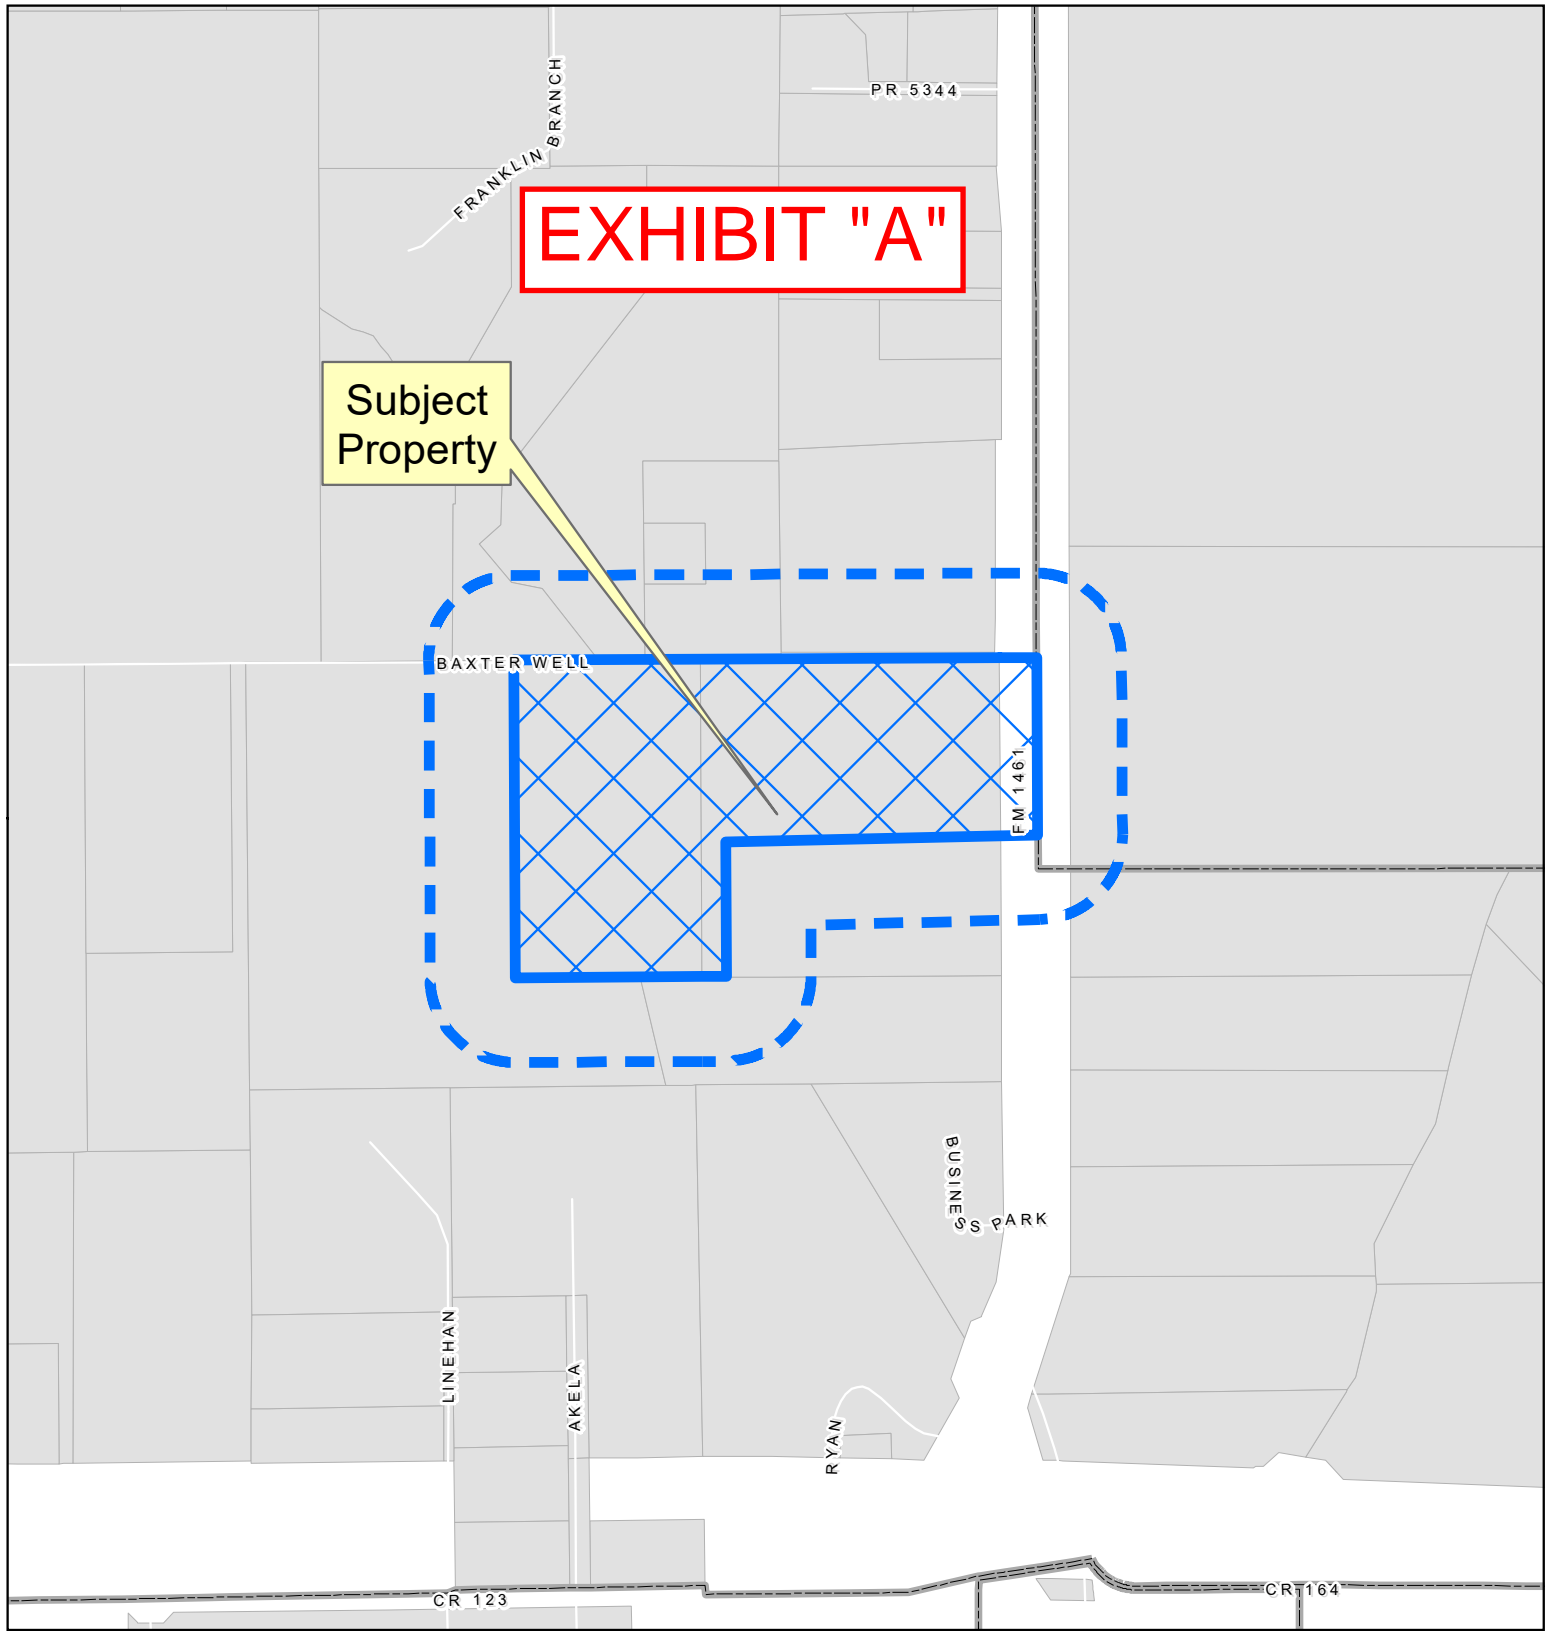 PR 5344
FRANKLIN BRANCH
EXHIBIT "A"
Subject
Property
BAXTER WELL
FM 1461
BUSINESS PARK
LINEHAN
AKELA
RYAN
CR 123
CR 164